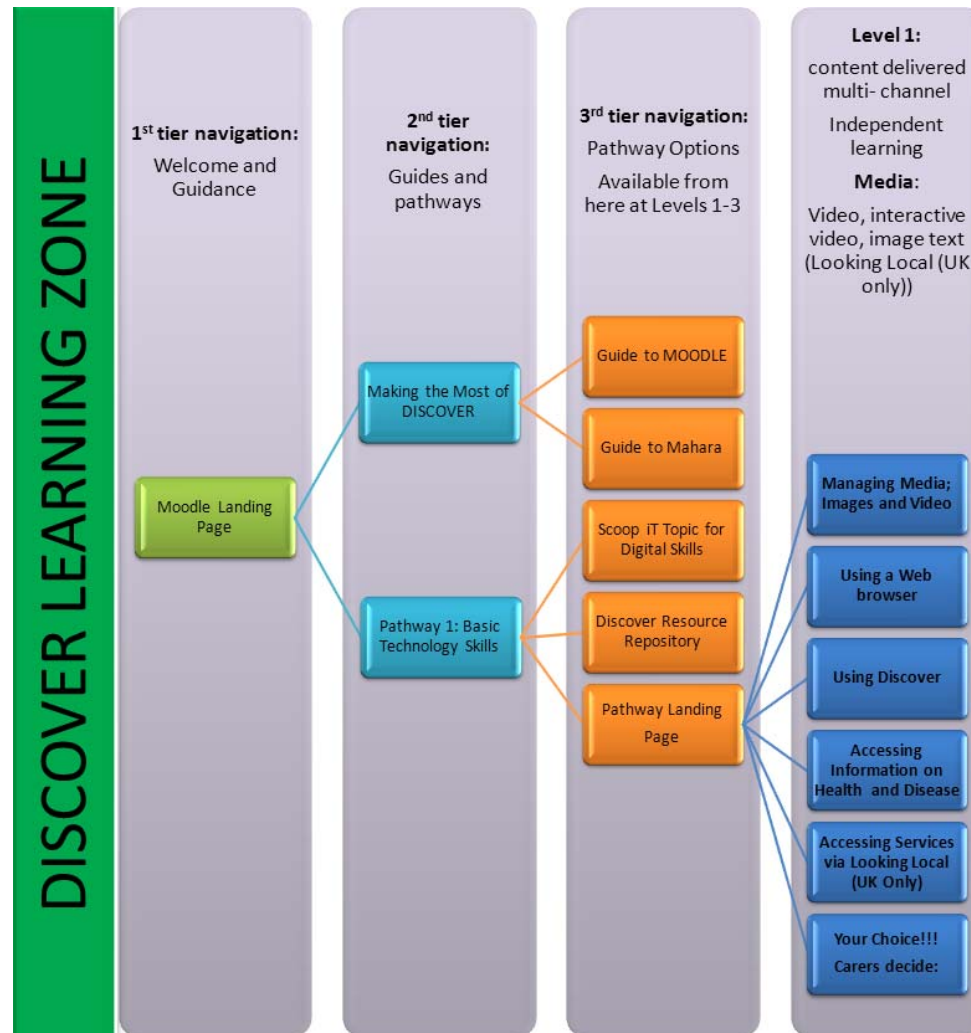 DISCOVER LEARNING ZONE
1st tier navigation:
Welcome and
Guidance
Moodle Landing
Page
2nd tier
navigation:
Guides and
pathways
Making the Most of
DISCOVER
Pathway 1: Basic
Technology Skills
3rd tier navigation:
Pathway Options
Available from
here at Levels 1-3
Guide to MOODLE
Guide to Mahara
Scoop iT Topic for
Digital Skills
Discover Resource
Repository
Pathway Landing
Page
Level 1:
content delivered
multi- channel
Independent
learning
Media:
Video, interactive
video, image text
(Looking Local (UK
only))
Managing Media;
Images and Video
Using a Web
browser
Using Discover
Accessing
Information on
Health and Disease
Accessing Services
via Looking Local
(UK Only)
Your Choice!!!
Carers decide: